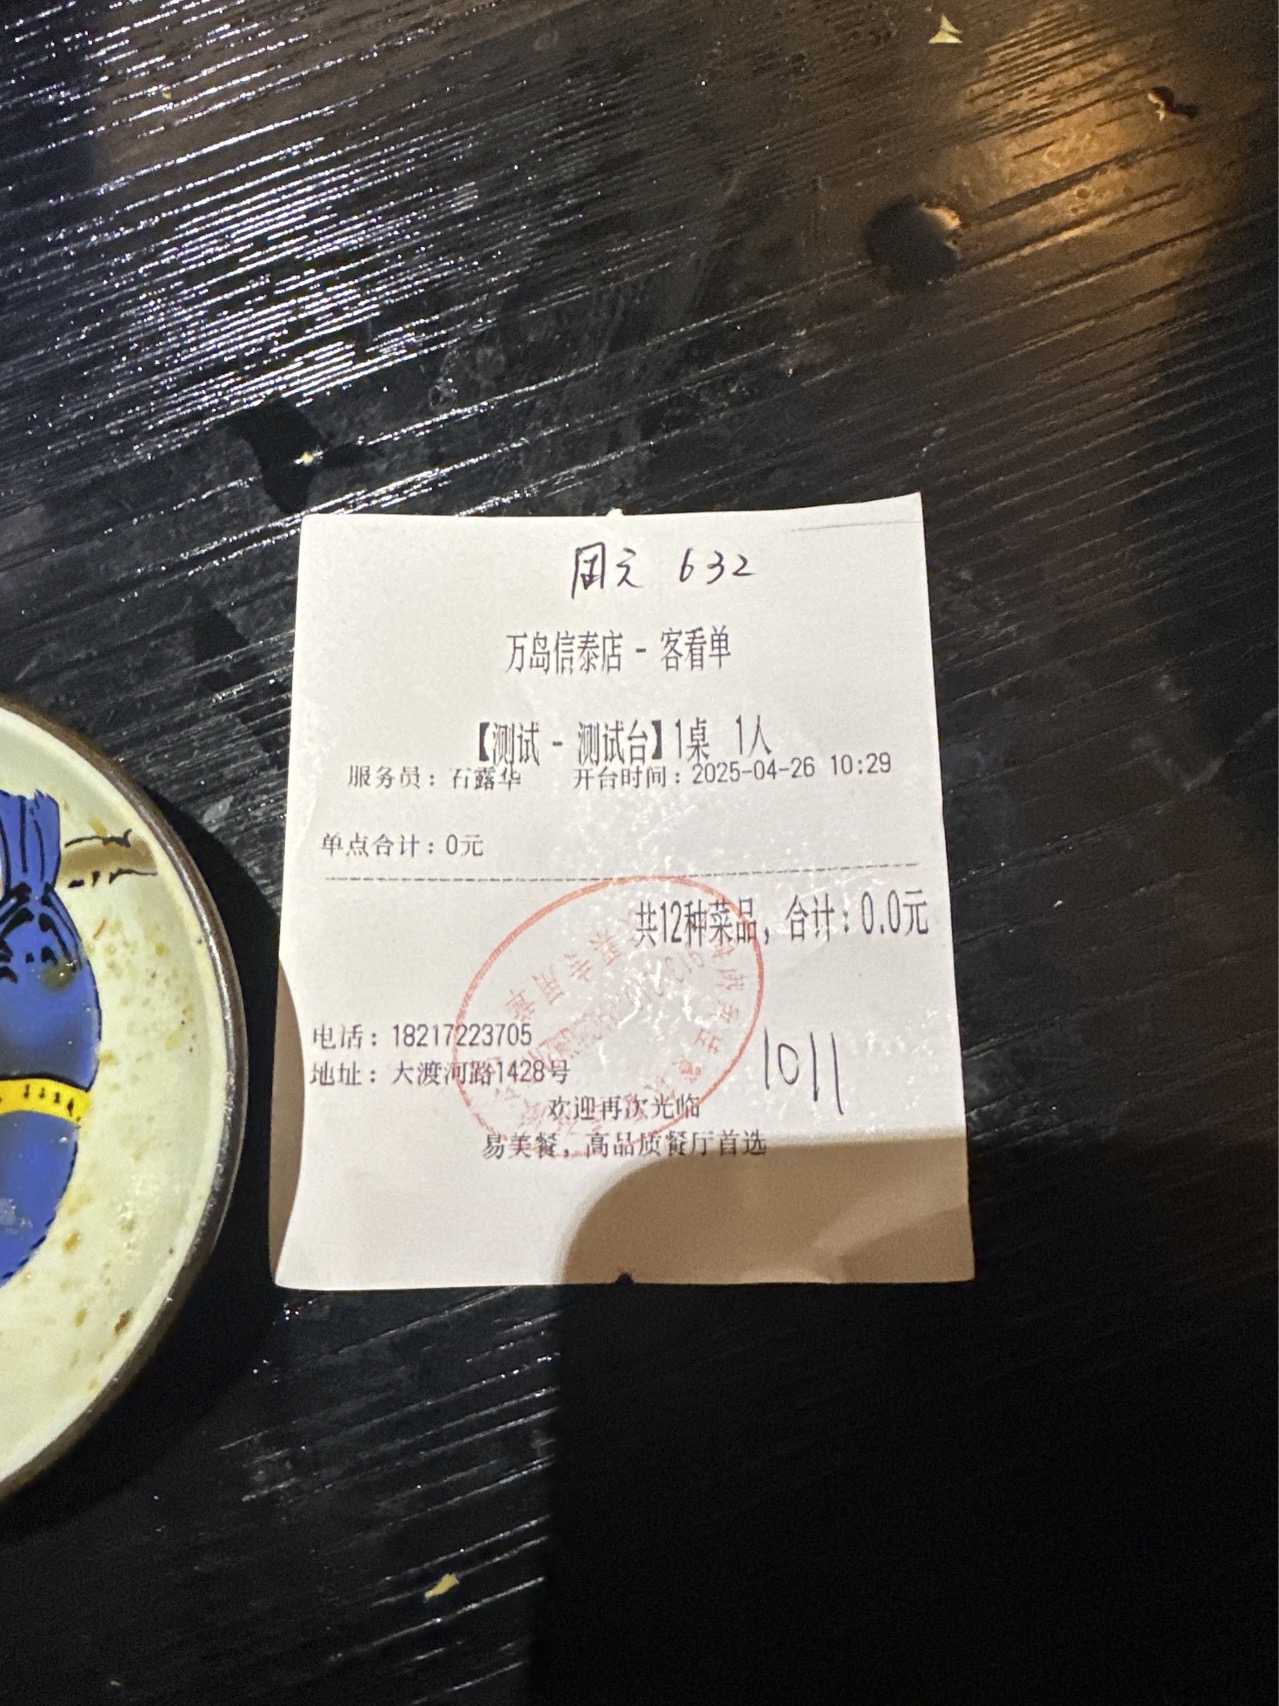 周元 632
万岛信泰店 - 客看单
【测试 - 测试台】1桌 1人
服务员：石露华 开台时间：2025-04-26 10:29
单点合计：0元
共12种菜品，合计：0.0元
电话：18217223705
地址：大渡河路1428号
1011
欢迎再次光临
易美餐，高品质餐厅首选